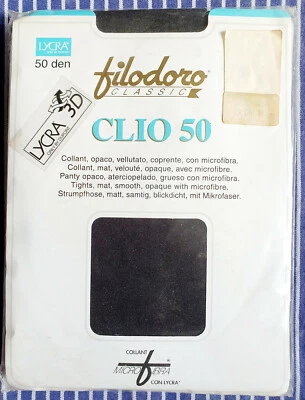 LYCRA®
50 den
filodoro
CLASSIC
LYCRA 3D
CLIO 50
Collant, opaco, vellutato, coprente, con microfibra.
Collant, mat, velouté, opaque, avec microfibre.
Panty opaco, aterciopelado, grueso con microfibra.
Tights, mat, smooth, opaque with microfibre.
Strumpfhose, matt, samtig, blickdicht, mit Mikrofaser.
COLLANT
MICROFIBRA
CON LYCRA®